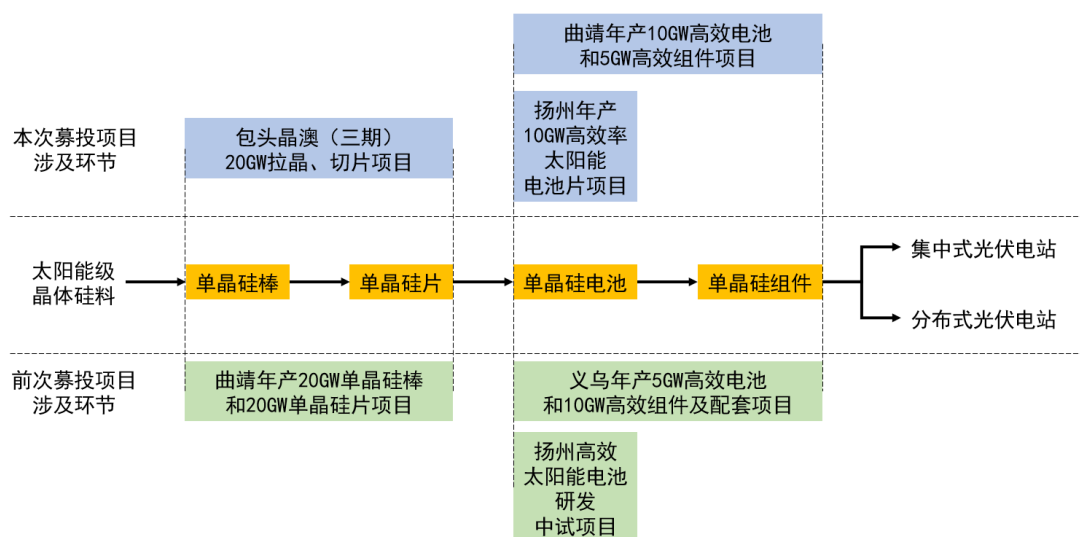 曲靖年产10GW高效电池
和5GW高效组件项目
本次募投项目
涉及环节
包头晶澳（三期）
20GW拉晶、切片项目
扬州年产
10GW高效率
太阳能
电池片项目
太阳能级
晶体硅料
单晶硅棒
单晶硅片
单晶硅电池
单晶硅组件
集中式光伏电站
分布式光伏电站
前次募投项目
涉及环节
曲靖年产20GW单晶硅棒
和20GW单晶硅片项目
义乌年产5GW高效电池
和10GW高效组件及配套项目
扬州高效
太阳能电池
研发
中试项目